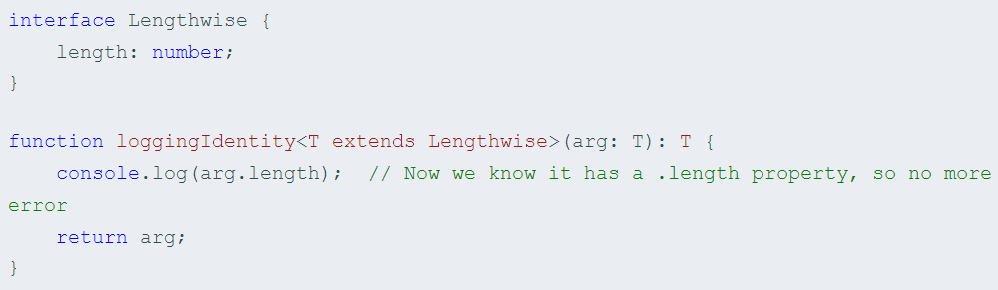 interface Lengthwise {
    length: number;
}

function loggingIdentity<T extends Lengthwise>(arg: T): T {
    console.log(arg.length);  // Now we know it has a .length property, so no more
error
    return arg;
}